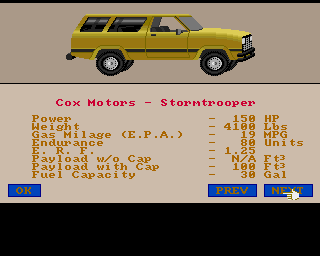 Cox Motors - Stormtrooper
Power - 150 HP
Weight - 4100 Lbs
Gas Milage (E.P.A.) - 19 MPG
Endurance - 80 Units
E. R. F. - 1.25
Payload w/o Cap - N/A Ft³
Payload with Cap - 100 Ft³
Fuel Capacity - 30 Gal
OK PREV NEXT